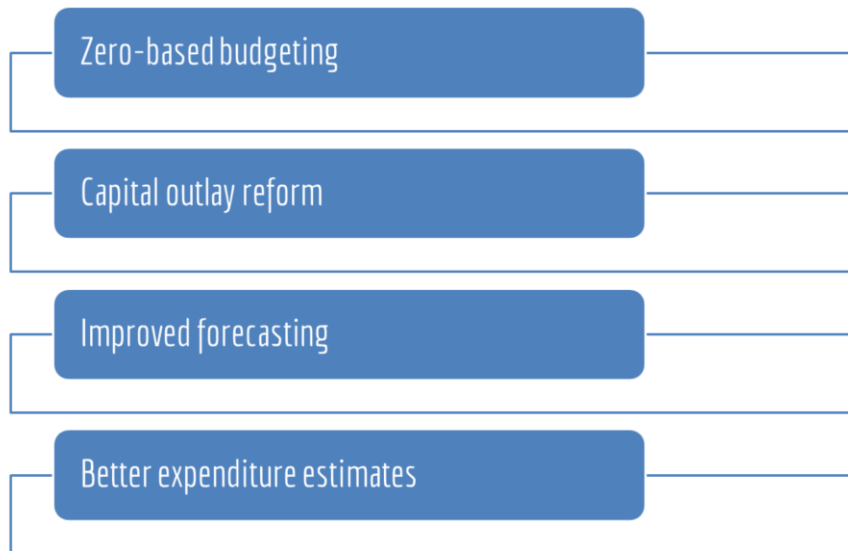 Zero-based budgeting
Capital outlay reform
Improved forecasting
Better expenditure estimates